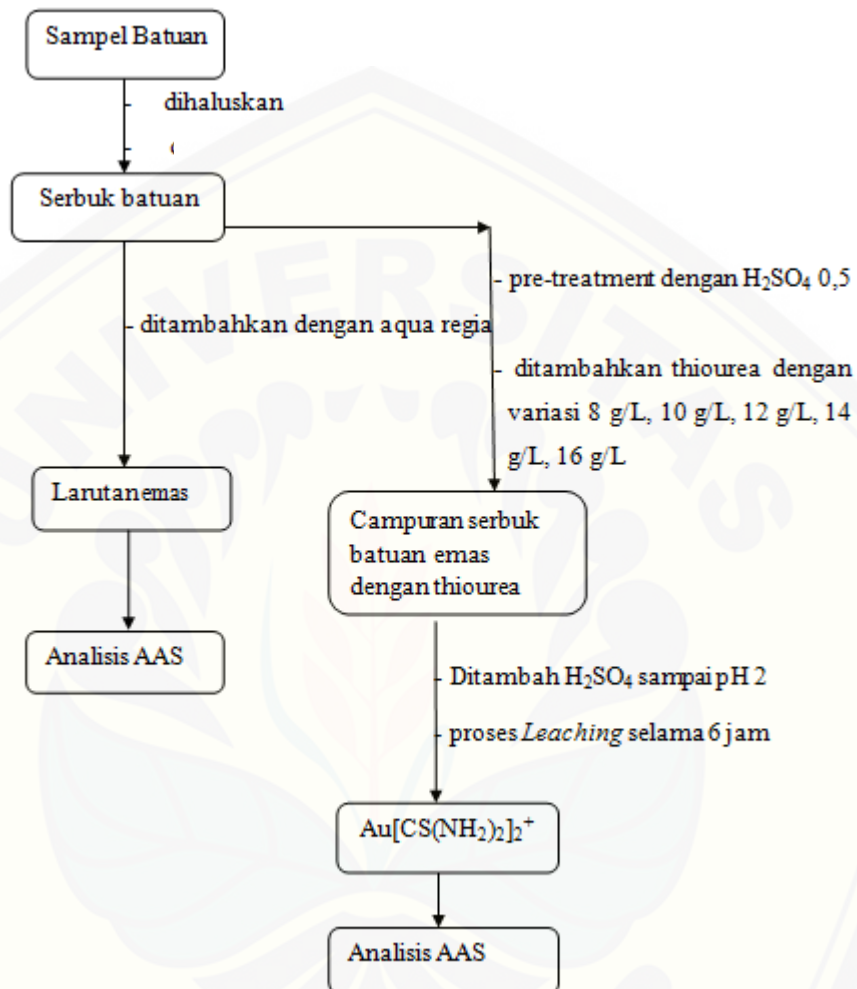 Sampel Batuan
- dihaluskan
-
Serbuk batuan
- pre-treatment dengan H₂SO₄ 0,5
- ditambahkan dengan aqua regia
- ditambahkan thiourea dengan
variasi 8 g/L, 10 g/L, 12 g/L, 14
g/L, 16 g/L
Larutanemas
Campuran serbuk
batuan emas
dengan thiourea
Analisis AAS
- Ditambah H₂SO₄ sampai pH 2
- proses Leaching selama 6 jam
Au[CS(NH₂)₂]₂⁺
Analisis AAS
UNIVERSITAS